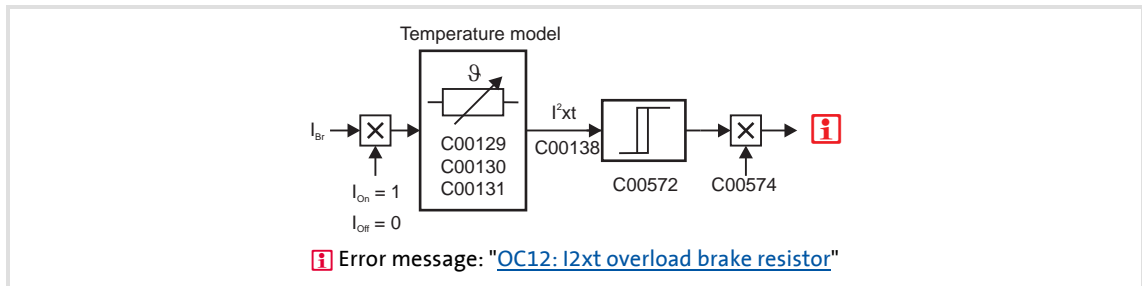 Temperature model
ϑ
I²xt
I_Br
C00129
C00138
C00130
C00131
C00572
C00574
I_On = 1
I_Off = 0
i Error message: "OC12: I2xt overload brake resistor"